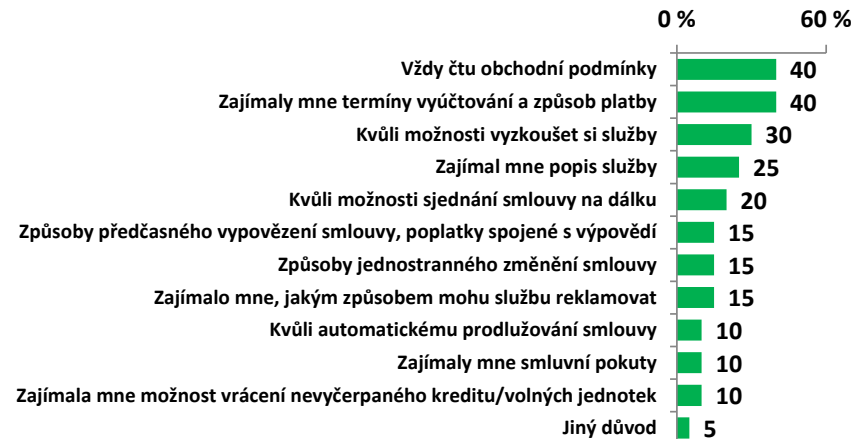 0 % 60 %
Vždy čtu obchodní podmínky 40
Zajímaly mne termíny vyúčtování a způsob platby 40
Kvůli možnosti vyzkoušet si služby 30
Zajímal mne popis služby 25
Kvůli možnosti sjednání smlouvy na dálku 20
Způsoby předčasného vypovězení smlouvy, poplatky spojené s výpovědí 15
Způsoby jednostranného změnění smlouvy 15
Zajímalo mne, jakým způsobem mohu službu reklamovat 15
Kvůli automatickému prodlužování smlouvy 10
Zajímaly mne smluvní pokuty 10
Zajímala mne možnost vrácení nevyčerpaného kreditu/volných jednotek 10
Jiný důvod 5